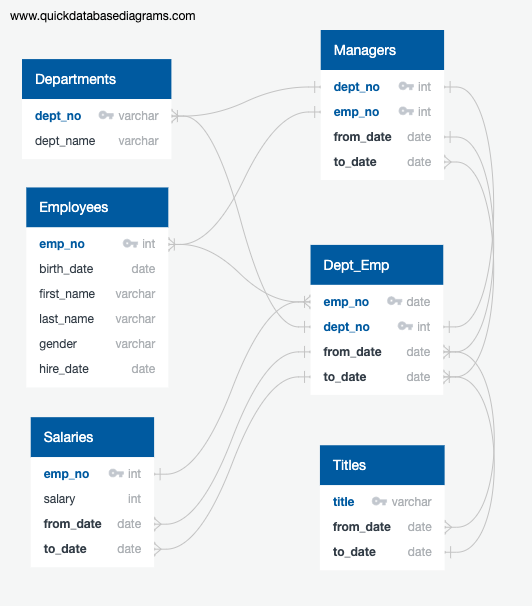 www.quickdatabasediagrams.com
Departments
dept_no varchar
dept_name varchar
Employees
emp_no int
birth_date date
first_name varchar
last_name varchar
gender varchar
hire_date date
Salaries
emp_no int
salary int
from_date date
to_date date
Managers
dept_no int
emp_no int
from_date date
to_date date
Dept_Emp
emp_no date
dept_no int
from_date date
to_date date
Titles
title varchar
from_date date
to_date date